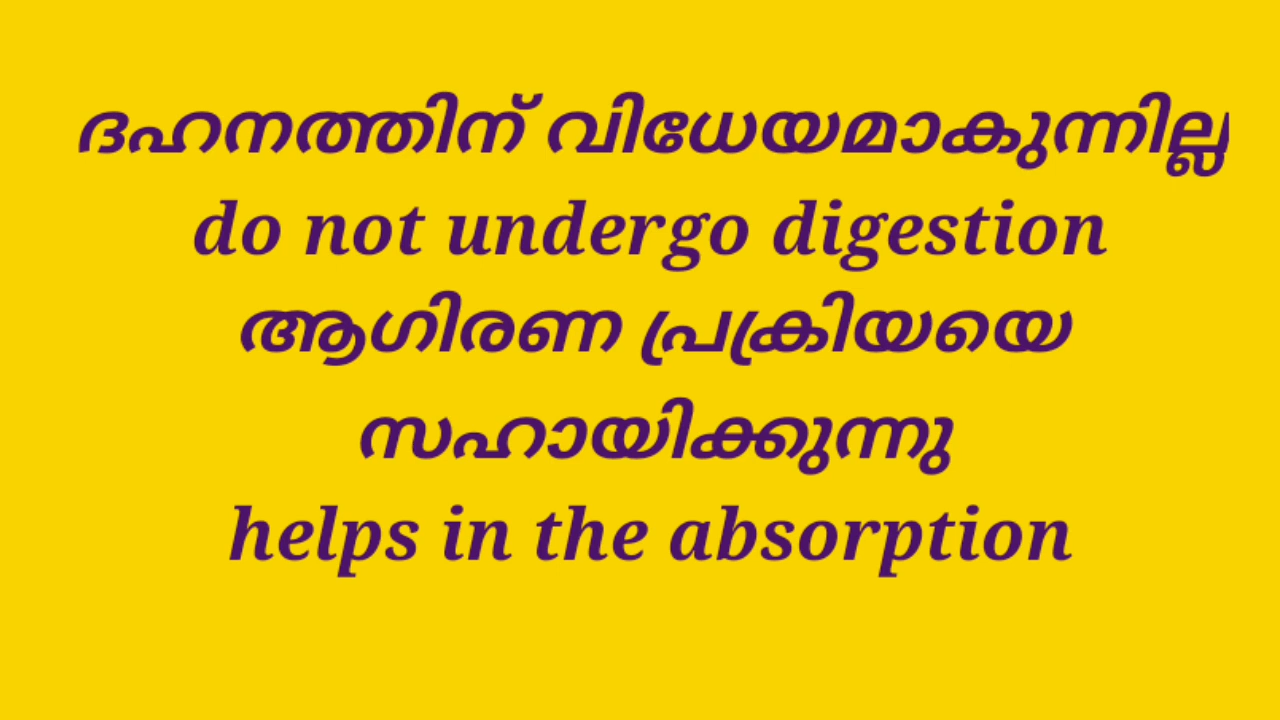 ദഹനത്തിന് വിധേയമാകുന്നില്ല
do not undergo digestion
ആഗിരണ പ്രക്രിയയെ
സഹായിക്കുന്നു
helps in the absorption